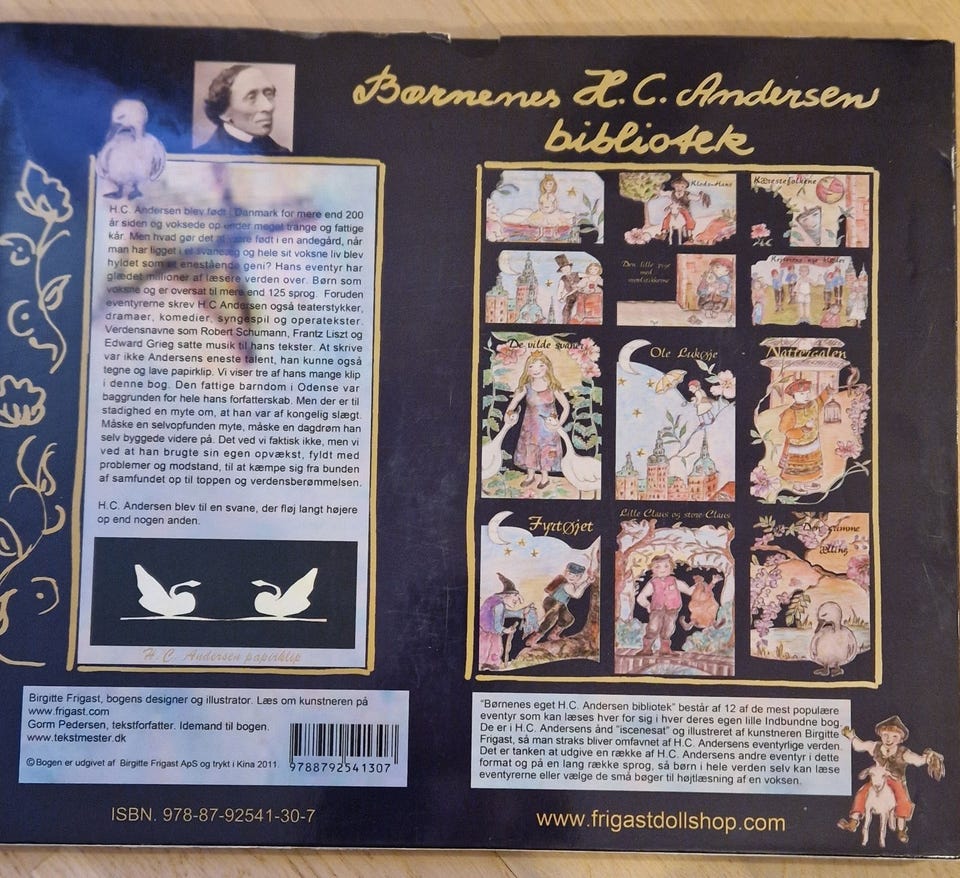 Børnenes H.C. Andersen
bibliotek
H.C. Andersen blev født i Danmark for mere end 200
år siden og voksede op under meget trange og fattige
kår. Men hvad gør det at være født i en andegård, når
man har ligget i et svaneæg og hele sit voksne liv blev
hyldet som et enestående geni? Hans eventyr har
glædet millioner af læsere verden over. Børn som
voksne og er oversat til mere end 125 sprog. Foruden
eventyrerne skrev H.C Andersen også teaterstykker,
dramaer, komedier, syngespil og operatekster.
Verdensnavne som Robert Schumann, Frantz Liszt og
Edward Grieg satte musik til hans tekster. At skrive
var ikke Andersens eneste talent, han kunne også
tegne og lave papirklip. Vi viser tre af hans mange klip
i denne bog. Den fattige barndom i Odense var
baggrunden for hele hans forfatterskab. Men der er til
stadighed en myte om, at han var af kongelig slægt.
Måske en selvopfunden myte, måske en dagdrøm han
selv byggede videre på. Det ved vi faktisk ikke, men vi
ved at han brugte sin egen opvækst, fyldt med
problemer og modstand, til at kæmpe sig fra bunden
af samfundet op til toppen og verdensberømmelsen.
H.C. Andersen blev til en svane, der fløj langt højere
op end nogen anden.
H. C. Andersen papirklip
Klods-Hans
Kærestefolkene
Den lille pige
med
svovlstikkerne
Kejserens nye klæder
De vilde svaner
Ole Lukøje
Nattergalen
Fyrtøjet
Lille Claus og store Claus
Den grimme
ælling
Birgitte Frigast, bogens designer og illustrator. Læs om kunstneren på
www.frigast.com
Gorm Pedersen, tekstforfatter. Idemand til bogen.
www.tekstmester.dk
©Bogen er udgivet af Birgitte Frigast ApS og trykt i Kina 2011.
9788792541307
"Børnenes eget H.C. Andersen bibliotek" består af 12 af de mest populære
eventyr som kan læses hver for sig i hver deres egen lille Indbundne bog.
De er i H.C. Andersens ånd "iscenesat" og illustreret af kunstneren Birgitte
Frigast, så man straks bliver omfavnet af H.C. Andersens eventyrlige verden.
Det er tanken at udgive en række af H.C. Andersens andre eventyr i dette
format og på en lang række sprog, så børn i hele verden selv kan læse
eventyrerne eller vælge de små bøger til højtlæsning af en voksen.
ISBN. 978-87-92541-30-7
www.frigastdollshop.com